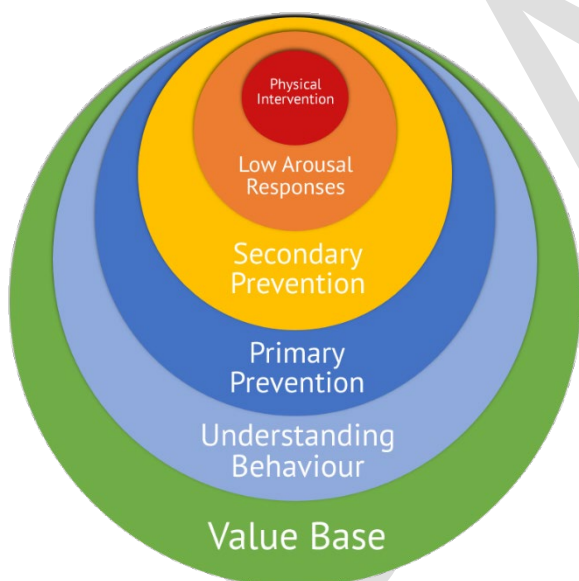 Physical
Intervention
Low Arousal
Responses
Secondary
Prevention
Primary
Prevention
Understanding
Behaviour
Value Base